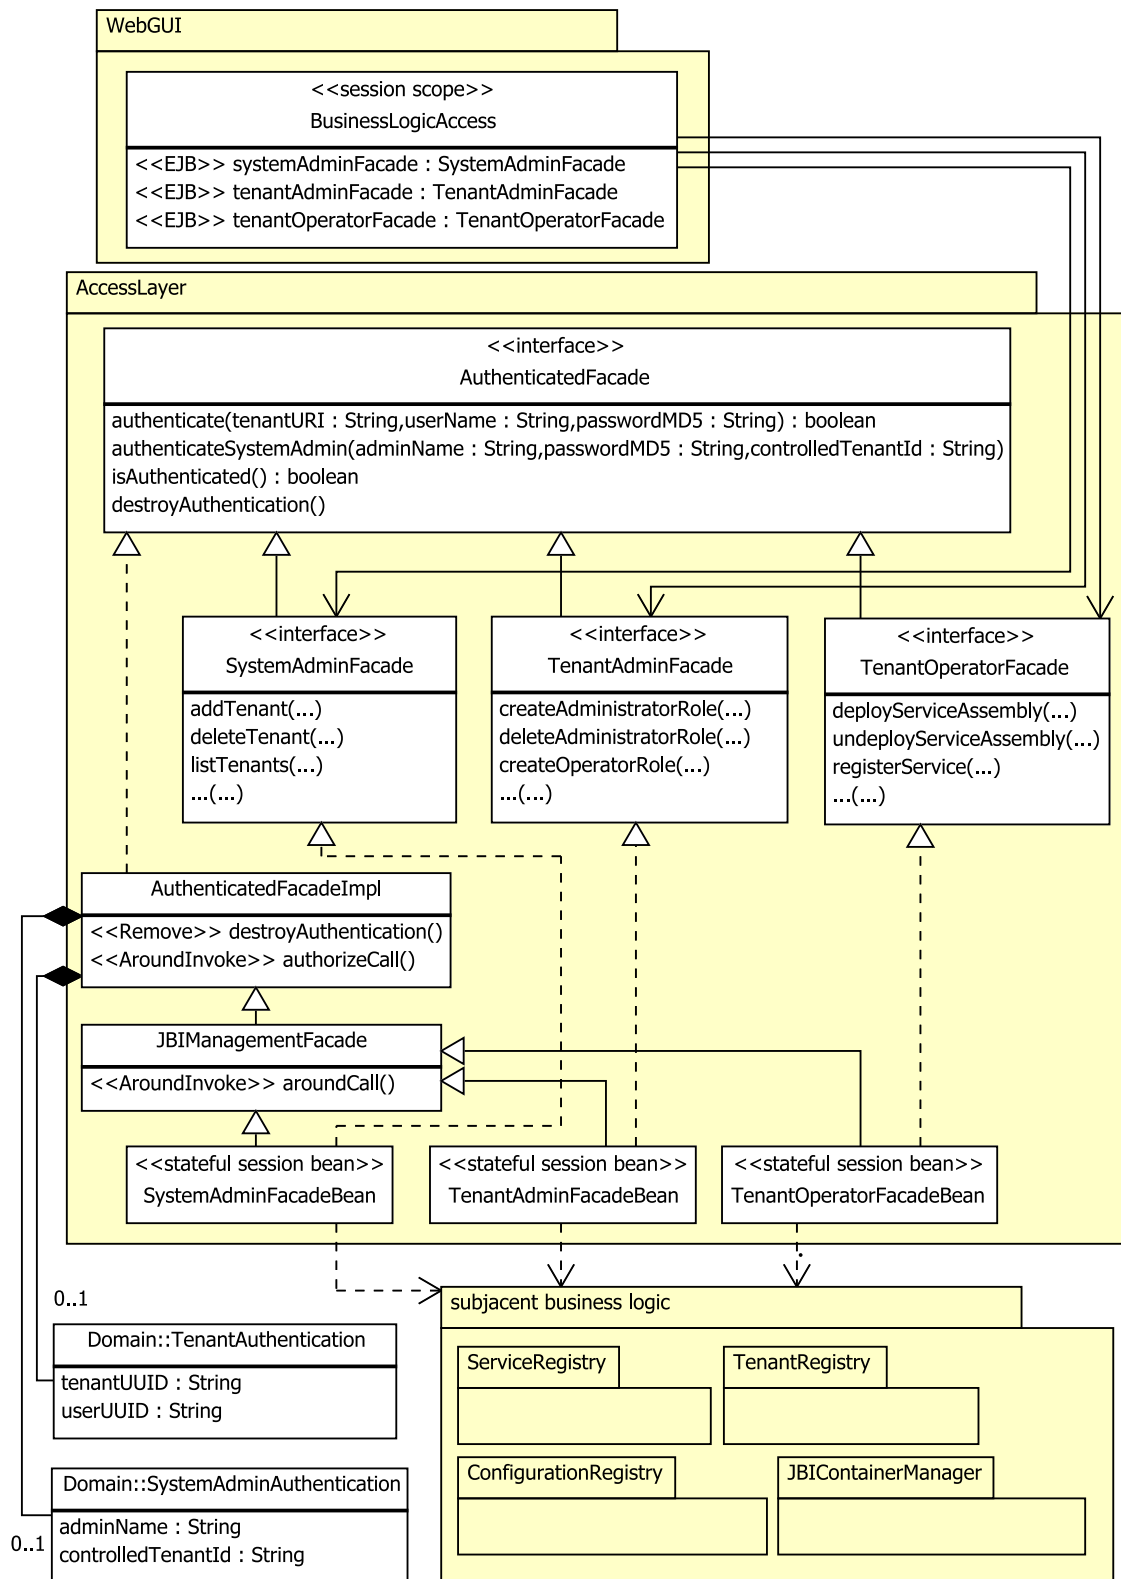 WebGUI
<<session scope>>
BusinessLogicAccess
<<EJB>> systemAdminFacade : SystemAdminFacade
<<EJB>> tenantAdminFacade : TenantAdminFacade
<<EJB>> tenantOperatorFacade : TenantOperatorFacade
AccessLayer
<<interface>>
AuthenticatedFacade
authenticate(tenantURI : String,userName : String,passwordMD5 : String) : boolean
authenticateSystemAdmin(adminName : String,passwordMD5 : String,controlledTenantId : String)
isAuthenticated() : boolean
destroyAuthentication()
<<interface>>
SystemAdminFacade
addTenant(...)
deleteTenant(...)
listTenants(...)
...(...)
<<interface>>
TenantAdminFacade
createAdministratorRole(...)
deleteAdministratorRole(...)
createOperatorRole(...)
...(...)
<<interface>>
TenantOperatorFacade
deployServiceAssembly(...)
undeployServiceAssembly(...)
registerService(...)
...(...)
AuthenticatedFacadeImpl
<<Remove>> destroyAuthentication()
<<AroundInvoke>> authorizeCall()
JBIManagementFacade
<<AroundInvoke>> aroundCall()
<<stateful session bean>>
SystemAdminFacadeBean
<<stateful session bean>>
TenantAdminFacadeBean
<<stateful session bean>>
TenantOperatorFacadeBean
0..1
Domain::TenantAuthentication
tenantUUID : String
userUUID : String
Domain::SystemAdminAuthentication
adminName : String
controlledTenantId : String
0..1
subjacent business logic
ServiceRegistry
TenantRegistry
ConfigurationRegistry
JBIContainerManager